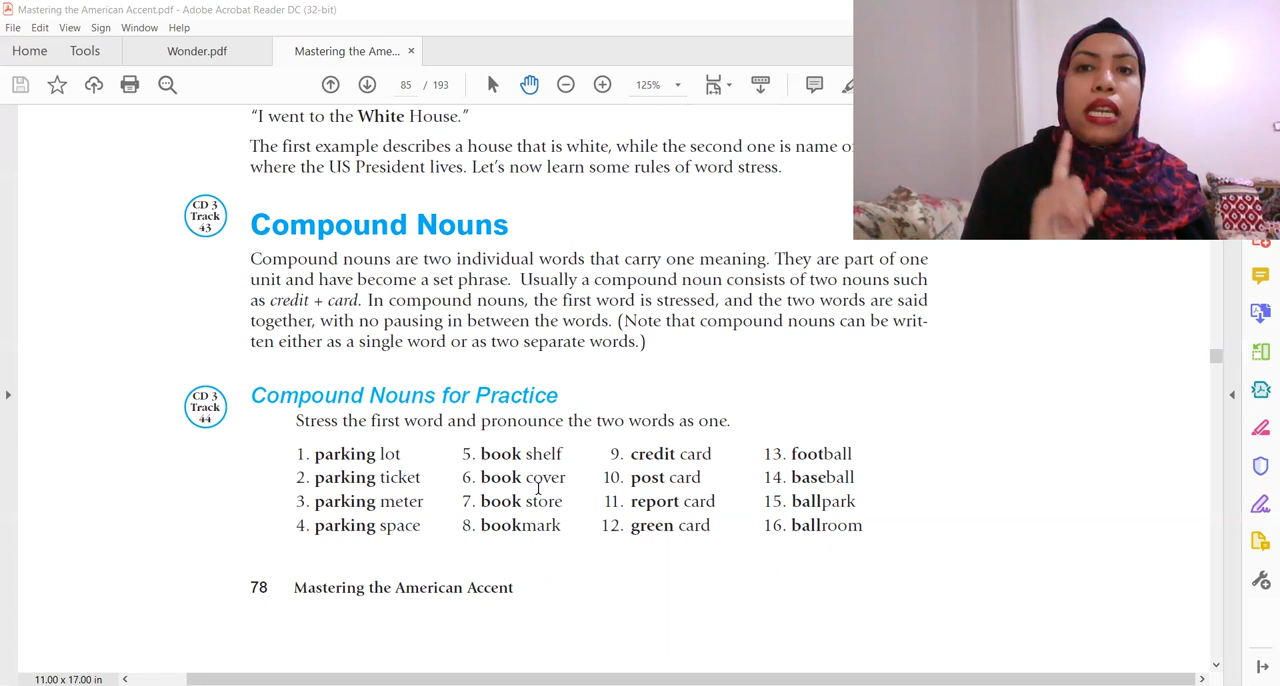 Mastering the American Accent.pdf - Adobe Acrobat Reader DC (32-bit)
File Edit View Sign Window Help
Home Tools Wonder.pdf Mastering the Ame... ×
85 / 193 125%
"I went to the White House."
The first example describes a house that is white, while the second one is name
where the US President lives. Let's now learn some rules of word stress.
CD 3
Track
43
Compound Nouns
Compound nouns are two individual words that carry one meaning. They are part of one
unit and have become a set phrase. Usually a compound noun consists of two nouns such
as credit + card. In compound nouns, the first word is stressed, and the two words are said
together, with no pausing in between the words. (Note that compound nouns can be writ-
ten either as a single word or as two separate words.)
CD 3
Track
44
Compound Nouns for Practice
Stress the first word and pronounce the two words as one.
1. parking lot 5. book shelf 9. credit card 13. football
2. parking ticket 6. book cover 10. post card 14. baseball
3. parking meter 7. book store 11. report card 15. ballpark
4. parking space 8. bookmark 12. green card 16. ballroom
78 Mastering the American Accent
11.00 x 17.00 in